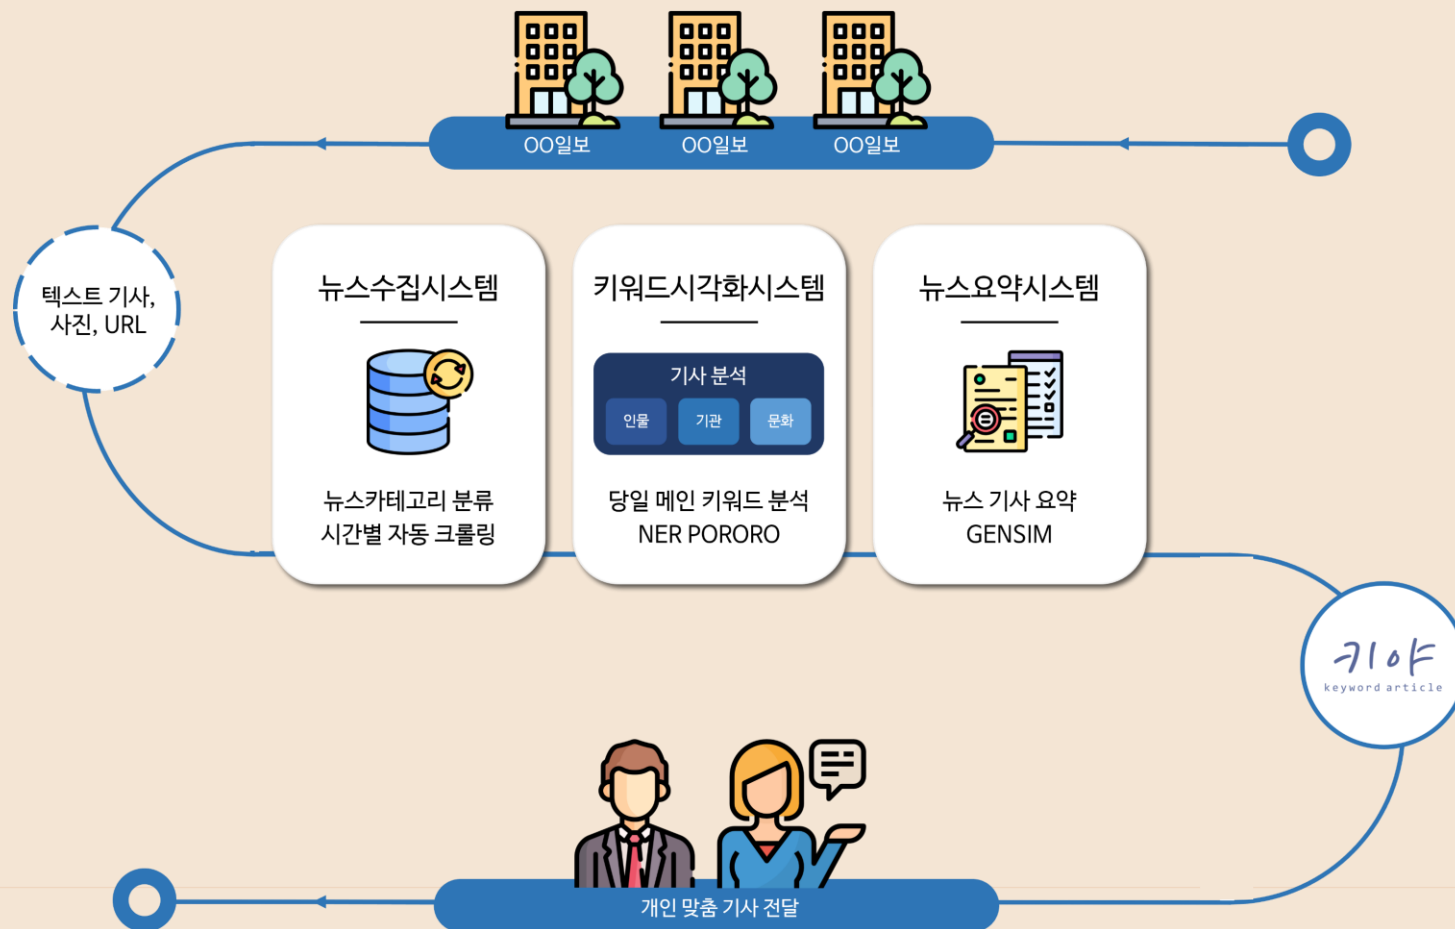 OO일보
OO일보
OO일보
텍스트 기사,
사진, URL
뉴스수집시스템
뉴스카테고리 분류
시간별 자동 크롤링
키워드시각화시스템
기사 분석
인물
기관
문화
당일 메인 키워드 분석
NER PORORO
뉴스요약시스템
뉴스 기사 요약
GENSIM
키야
keyword article
개인 맞춤 기사 전달